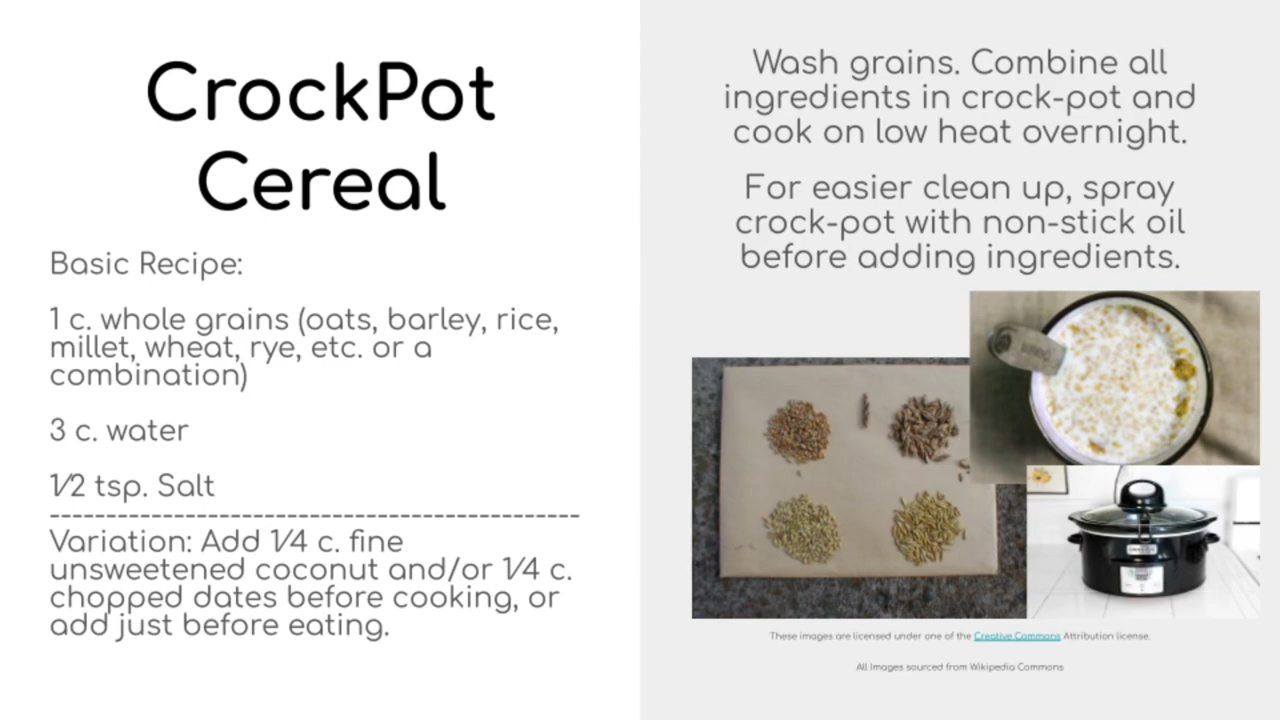 CrockPot
Cereal
Basic Recipe:
1 c. whole grains (oats, barley, rice,
millet, wheat, rye, etc. or a
combination)
3 c. water
1⁄2 tsp. Salt
-----------------------------------------------
Variation: Add 1⁄4 c. fine
unsweetened coconut and/or 1⁄4 c.
chopped dates before cooking, or
add just before eating.
Wash grains. Combine all
ingredients in crock-pot and
cook on low heat overnight.
For easier clean up, spray
crock-pot with non-stick oil
before adding ingredients.
These images are licensed under one of the Creative Commons Attribution license.
All Images sourced from Wikipedia Commons